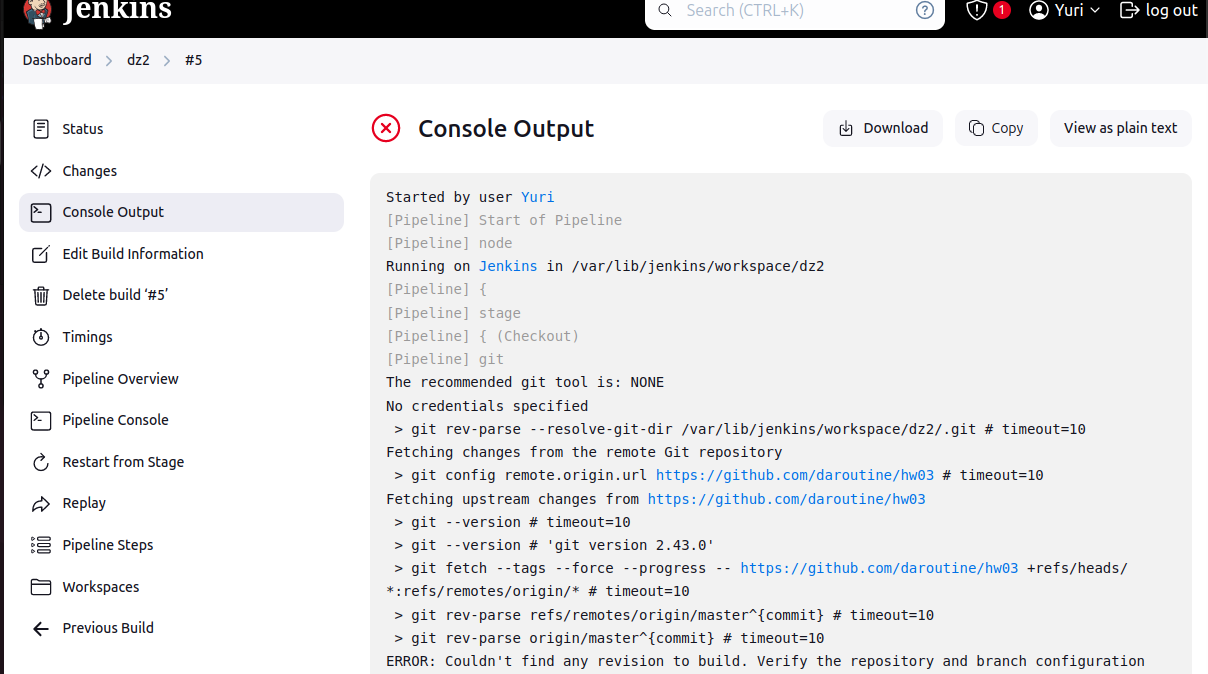 Jenkins
Search (CTRL+K)
?
1
Yuri
log out
Dashboard > dz2 > #5
Status
Changes
Console Output
Edit Build Information
Delete build ‘#5’
Timings
Pipeline Overview
Pipeline Console
Restart from Stage
Replay
Pipeline Steps
Workspaces
Previous Build
Console Output
Download
Copy
View as plain text
Started by user Yuri
[Pipeline] Start of Pipeline
[Pipeline] node
Running on Jenkins in /var/lib/jenkins/workspace/dz2
[Pipeline] {
[Pipeline] stage
[Pipeline] { (Checkout)
[Pipeline] git
The recommended git tool is: NONE
No credentials specified
> git rev-parse --resolve-git-dir /var/lib/jenkins/workspace/dz2/.git # timeout=10
Fetching changes from the remote Git repository
> git config remote.origin.url https://github.com/daroutine/hw03 # timeout=10
Fetching upstream changes from https://github.com/daroutine/hw03
> git --version # timeout=10
> git --version # 'git version 2.43.0'
> git fetch --tags --force --progress -- https://github.com/daroutine/hw03 +refs/heads/
*:refs/remotes/origin/* # timeout=10
> git rev-parse refs/remotes/origin/master^{commit} # timeout=10
> git rev-parse origin/master^{commit} # timeout=10
ERROR: Couldn't find any revision to build. Verify the repository and branch configuration